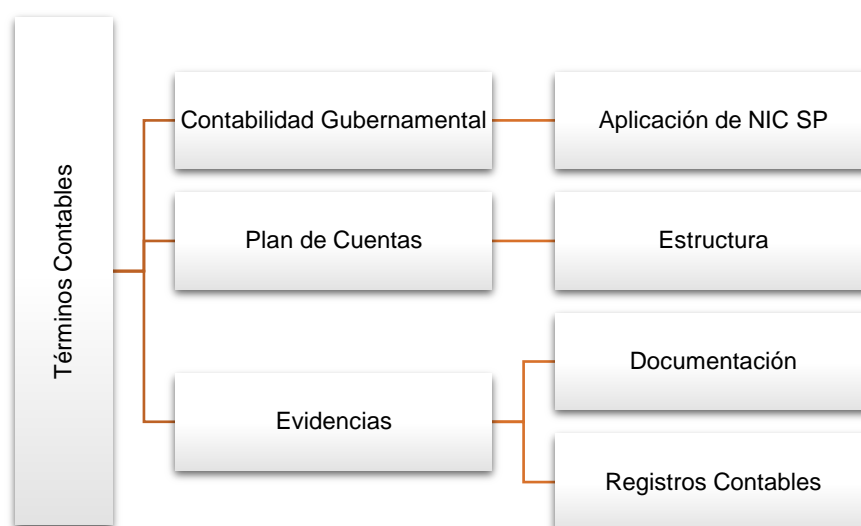 Términos Contables
Contabilidad Gubernamental
Aplicación de NIC SP
Plan de Cuentas
Estructura
Evidencias
Documentación
Registros Contables